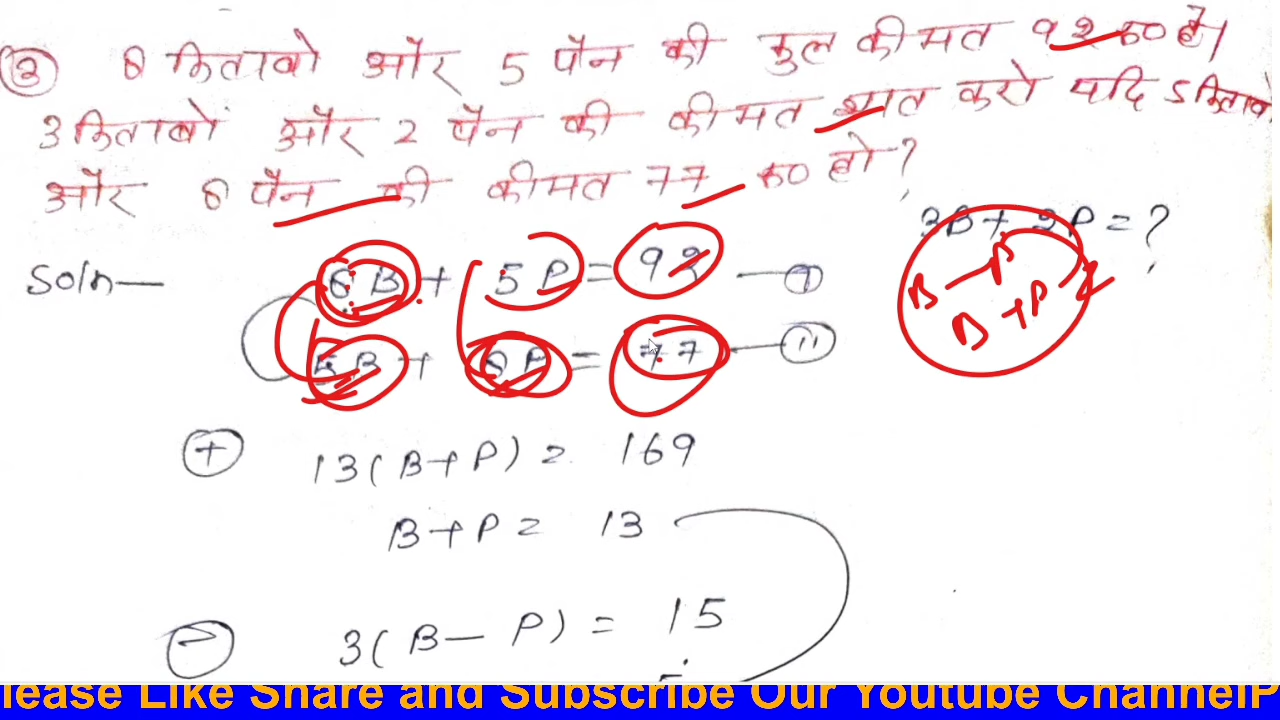 ③ 8 किताबो और 5 पैन की कुल कीमत 92 रु0 है।
3 किताबों और 2 पैन की कीमत ज्ञात करो यदि 5 किताबों
और 8 पैन की कीमत 77 रु0 हो?
3B + 2P = ?
Soln—
8B + 5P = 92 — ①
B — P
B + P
5B + 8P = 77 — (11)
(+) 13(B+P) = 169
B+P = 13
(-) 3(B—P) = 15
lease Like Share and Subscribe Our Youtube ChannelP